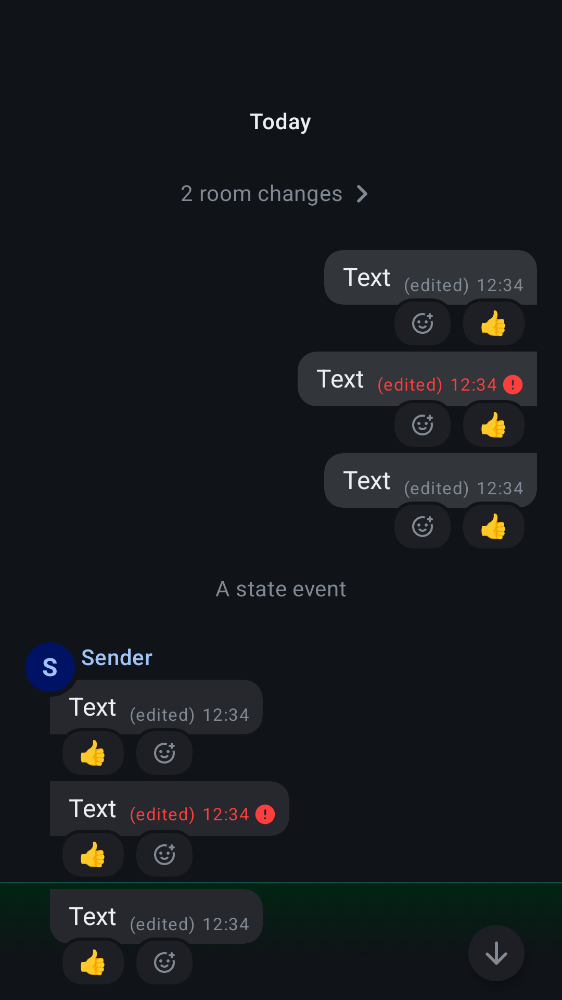 Today
2 room changes
Text (edited) 12:34
👍
Text (edited) 12:34
👍
Text (edited) 12:34
👍
A state event
S Sender
Text (edited) 12:34
👍
Text (edited) 12:34
👍
Text (edited) 12:34
👍